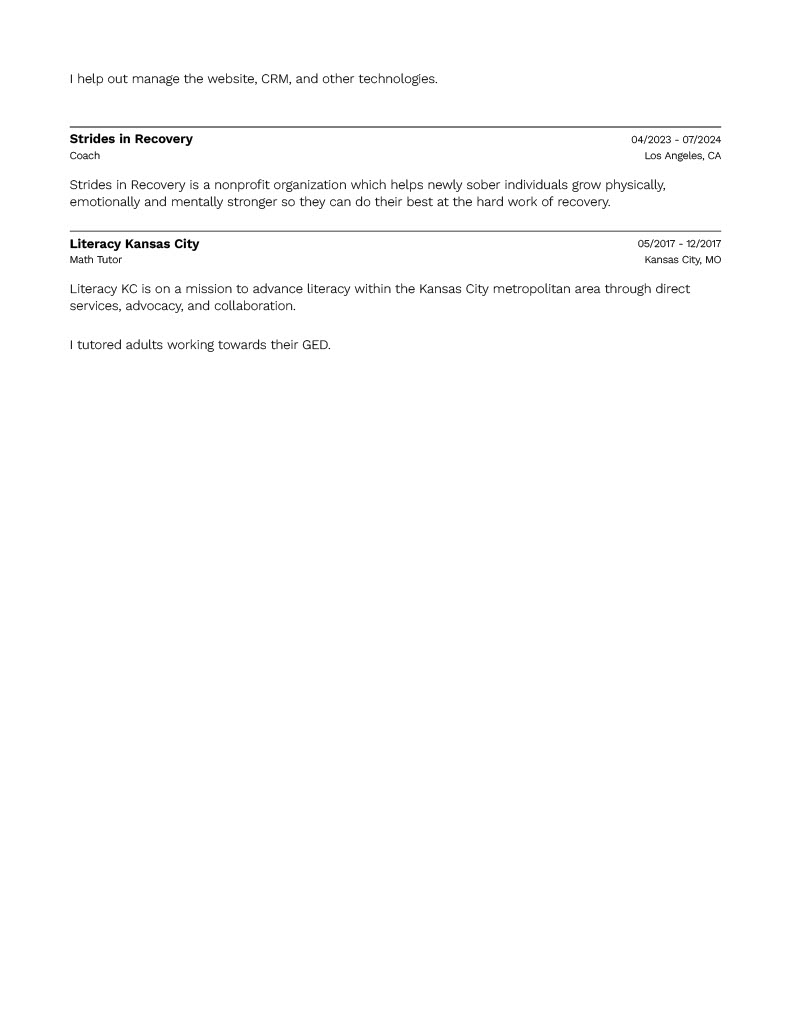 I help out manage the website, CRM, and other technologies.
Strides in Recovery 04/2023 - 07/2024
Coach Los Angeles, CA
Strides in Recovery is a nonprofit organization which helps newly sober individuals grow physically,
emotionally and mentally stronger so they can do their best at the hard work of recovery.
Literacy Kansas City 05/2017 - 12/2017
Math Tutor Kansas City, MO
Literacy KC is on a mission to advance literacy within the Kansas City metropolitan area through direct
services, advocacy, and collaboration.
I tutored adults working towards their GED.